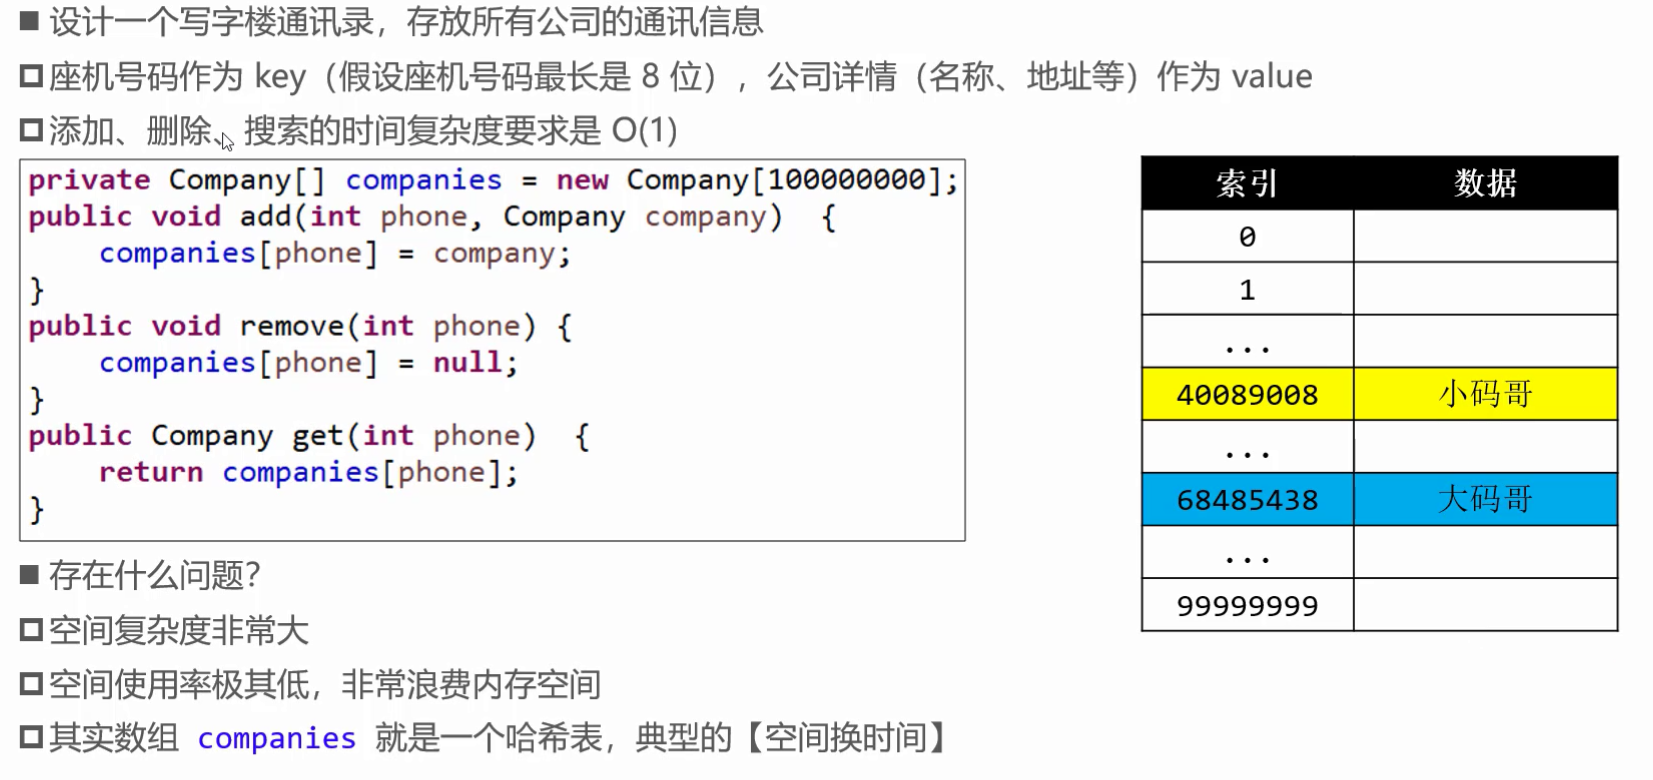 ■ 设计一个写字楼通讯录，存放所有公司的通讯信息
座机号码作为 key（假设座机号码最长是 8 位），公司详情（名称、地址等）作为 value
添加、删除、搜索的时间复杂度要求是 O(1)
private Company[] companies = new Company[100000000];
public void add(int phone, Company company) {
companies[phone] = company;
}
public void remove(int phone) {
companies[phone] = null;
}
public Company get(int phone) {
return companies[phone];
}
索引 数据
0
1
...
40089008 小码哥
...
68485438 大码哥
...
99999999
■ 存在什么问题？
空间复杂度非常大
空间使用率极其低，非常浪费内存空间
其实数组 companies 就是一个哈希表，典型的【空间换时间】